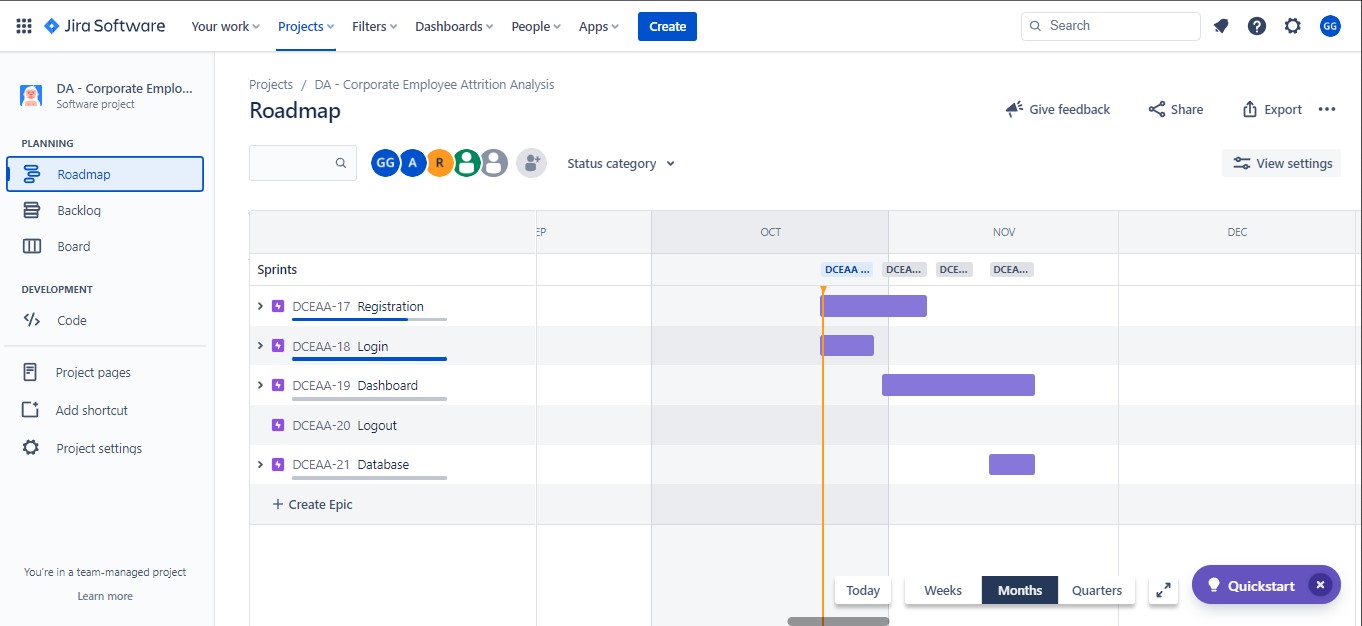 Jira Software Your work Projects Filters Dashboards People Apps Create Search GG
DA - Corporate Emplo...
Software project
PLANNING
Roadmap
Backlog
Board
DEVELOPMENT
Code
Project pages
Add shortcut
Project settings
You're in a team-managed project
Learn more
Projects / DA - Corporate Employee Attrition Analysis
Roadmap
Give feedback Share Export
GG A R Status category View settings
EP OCT NOV DEC
Sprints DCEAA ... DCEA... DCE... DCEA...
DCEAA-17 Registration
DCEAA-18 Login
DCEAA-19 Dashboard
DCEAA-20 Logout
DCEAA-21 Database
+ Create Epic
Today Weeks Months Quarters Quickstart